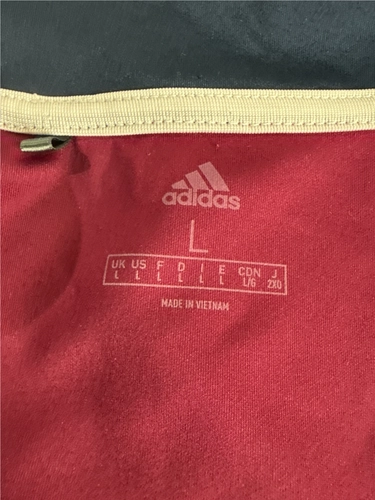 adidas
L
UK US F D I E CDN J
L L L L L L L/G 2XO
MADE IN VIETNAM